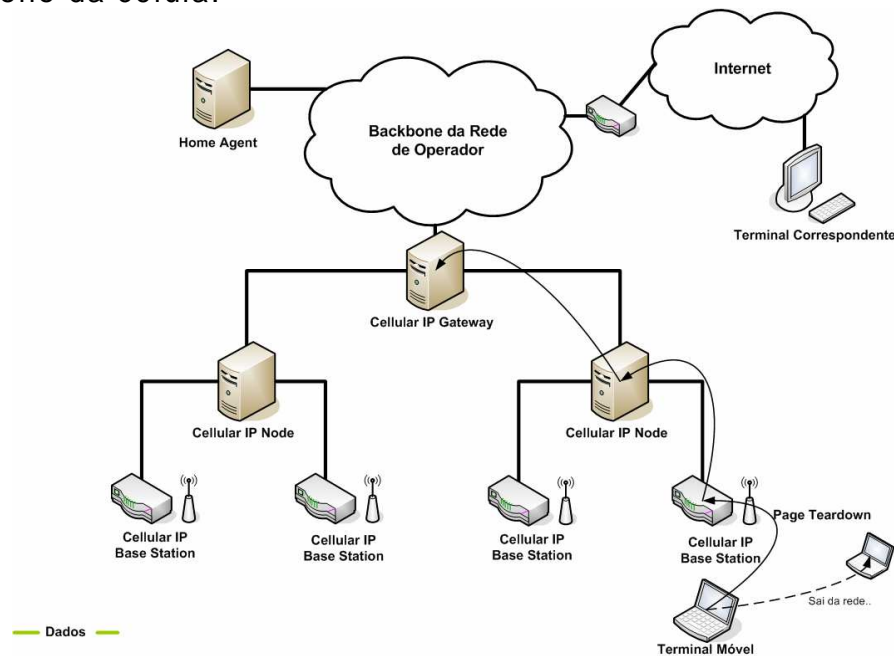 da célula.
Internet
Home Agent
Backbone da Rede
de Operador
Terminal Correspondente
Cellular IP Gateway
Cellular IP Node
Cellular IP Node
Cellular IP
Base Station
Cellular IP
Base Station
Cellular IP
Base Station
Cellular IP
Base Station
Page Teardown
Sai da rede..
Dados
Terminal Móvel